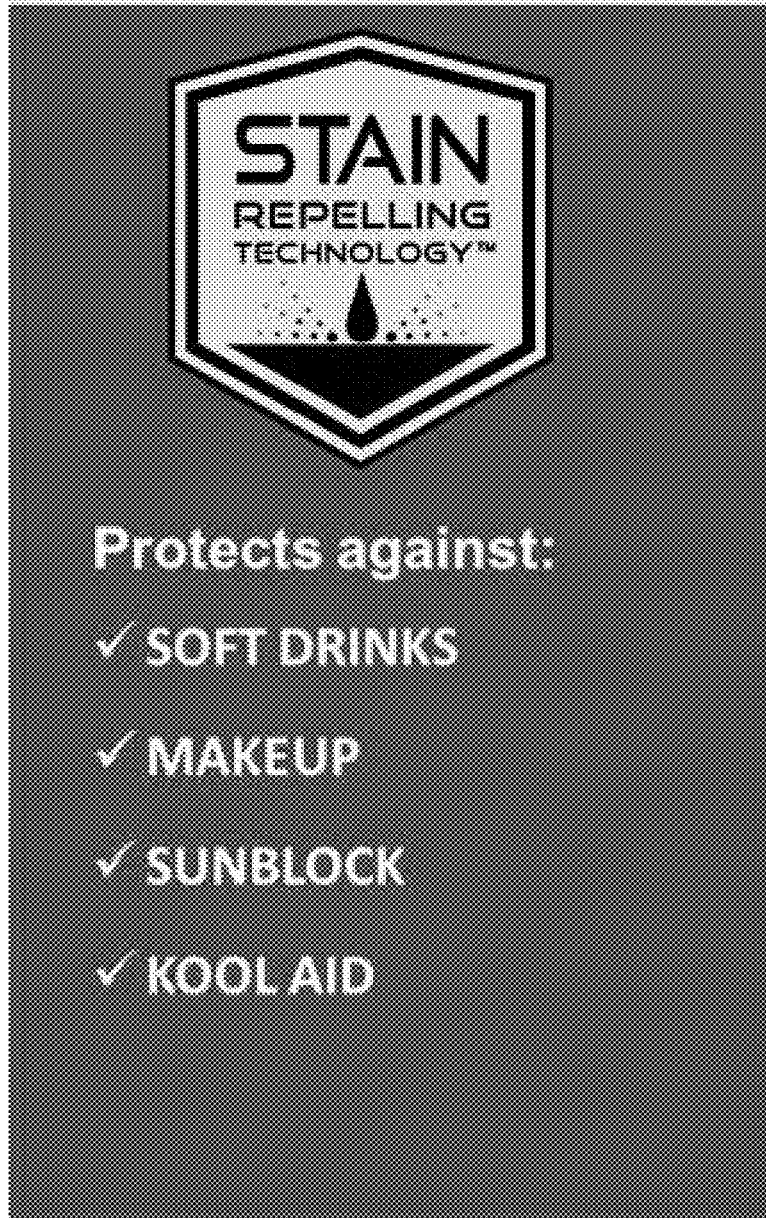 STAIN
REPELLING
TECHNOLOGY™
Protects against:
✓ SOFT DRINKS
✓ MAKEUP
✓ SUNBLOCK
✓ KOOL AID